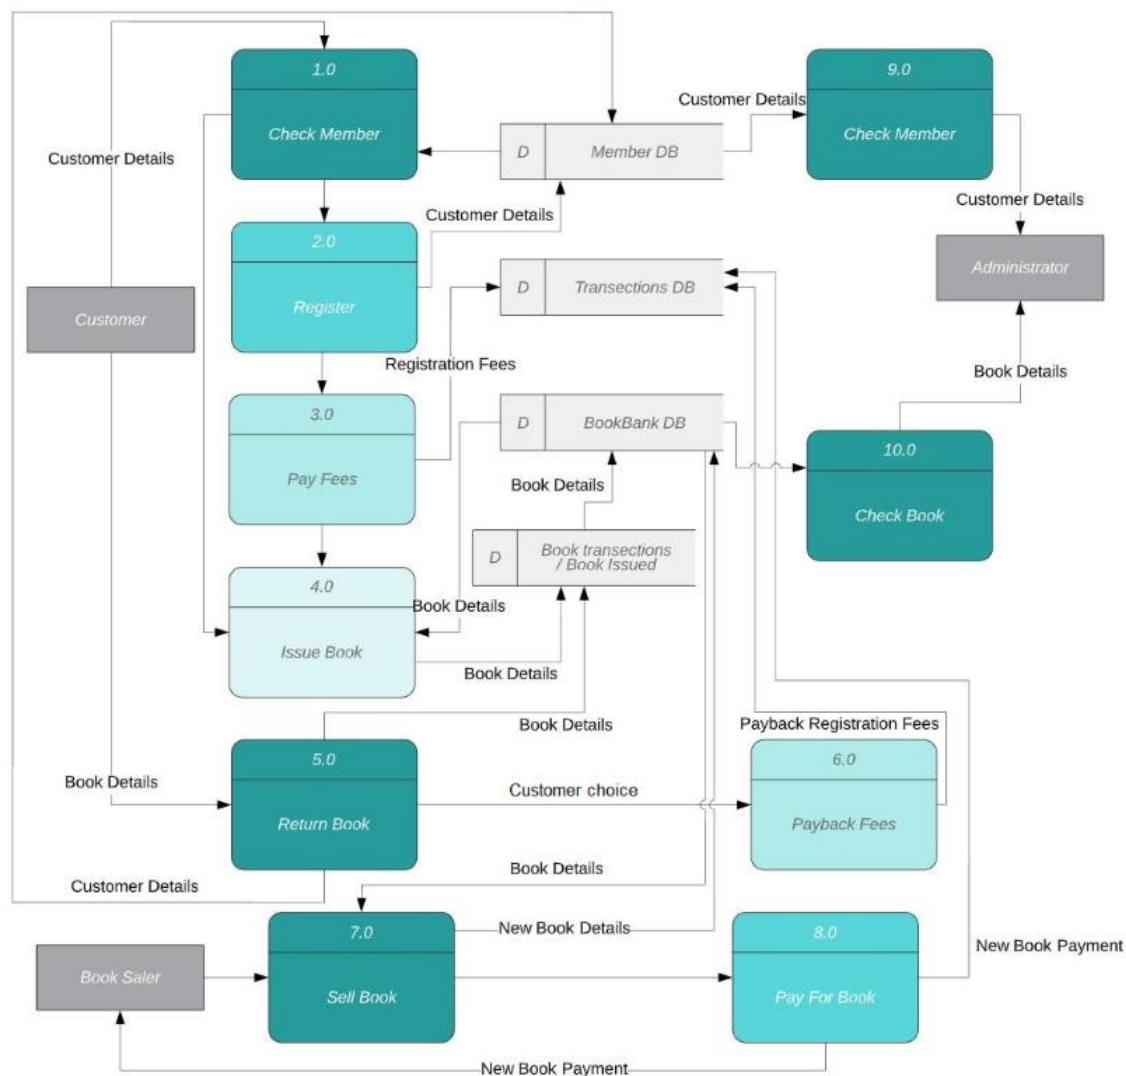 1.0
Check Member
9.0
Check Member
Customer Details
D
Member DB
Customer Details
Customer Details
Customer Details
2.0
Register
Administrator
D
Transections DB
Customer
Registration Fees
Book Details
3.0
Pay Fees
D
BookBank DB
10.0
Check Book
Book Details
D
Book transections
/ Book Issued
4.0
Issue Book
Book Details
Book Details
Book Details
Payback Registration Fees
5.0
Return Book
Book Details
Customer choice
6.0
Payback Fees
Book Details
Customer Details
7.0
Sell Book
New Book Details
8.0
Pay For Book
New Book Payment
Book Saler
New Book Payment